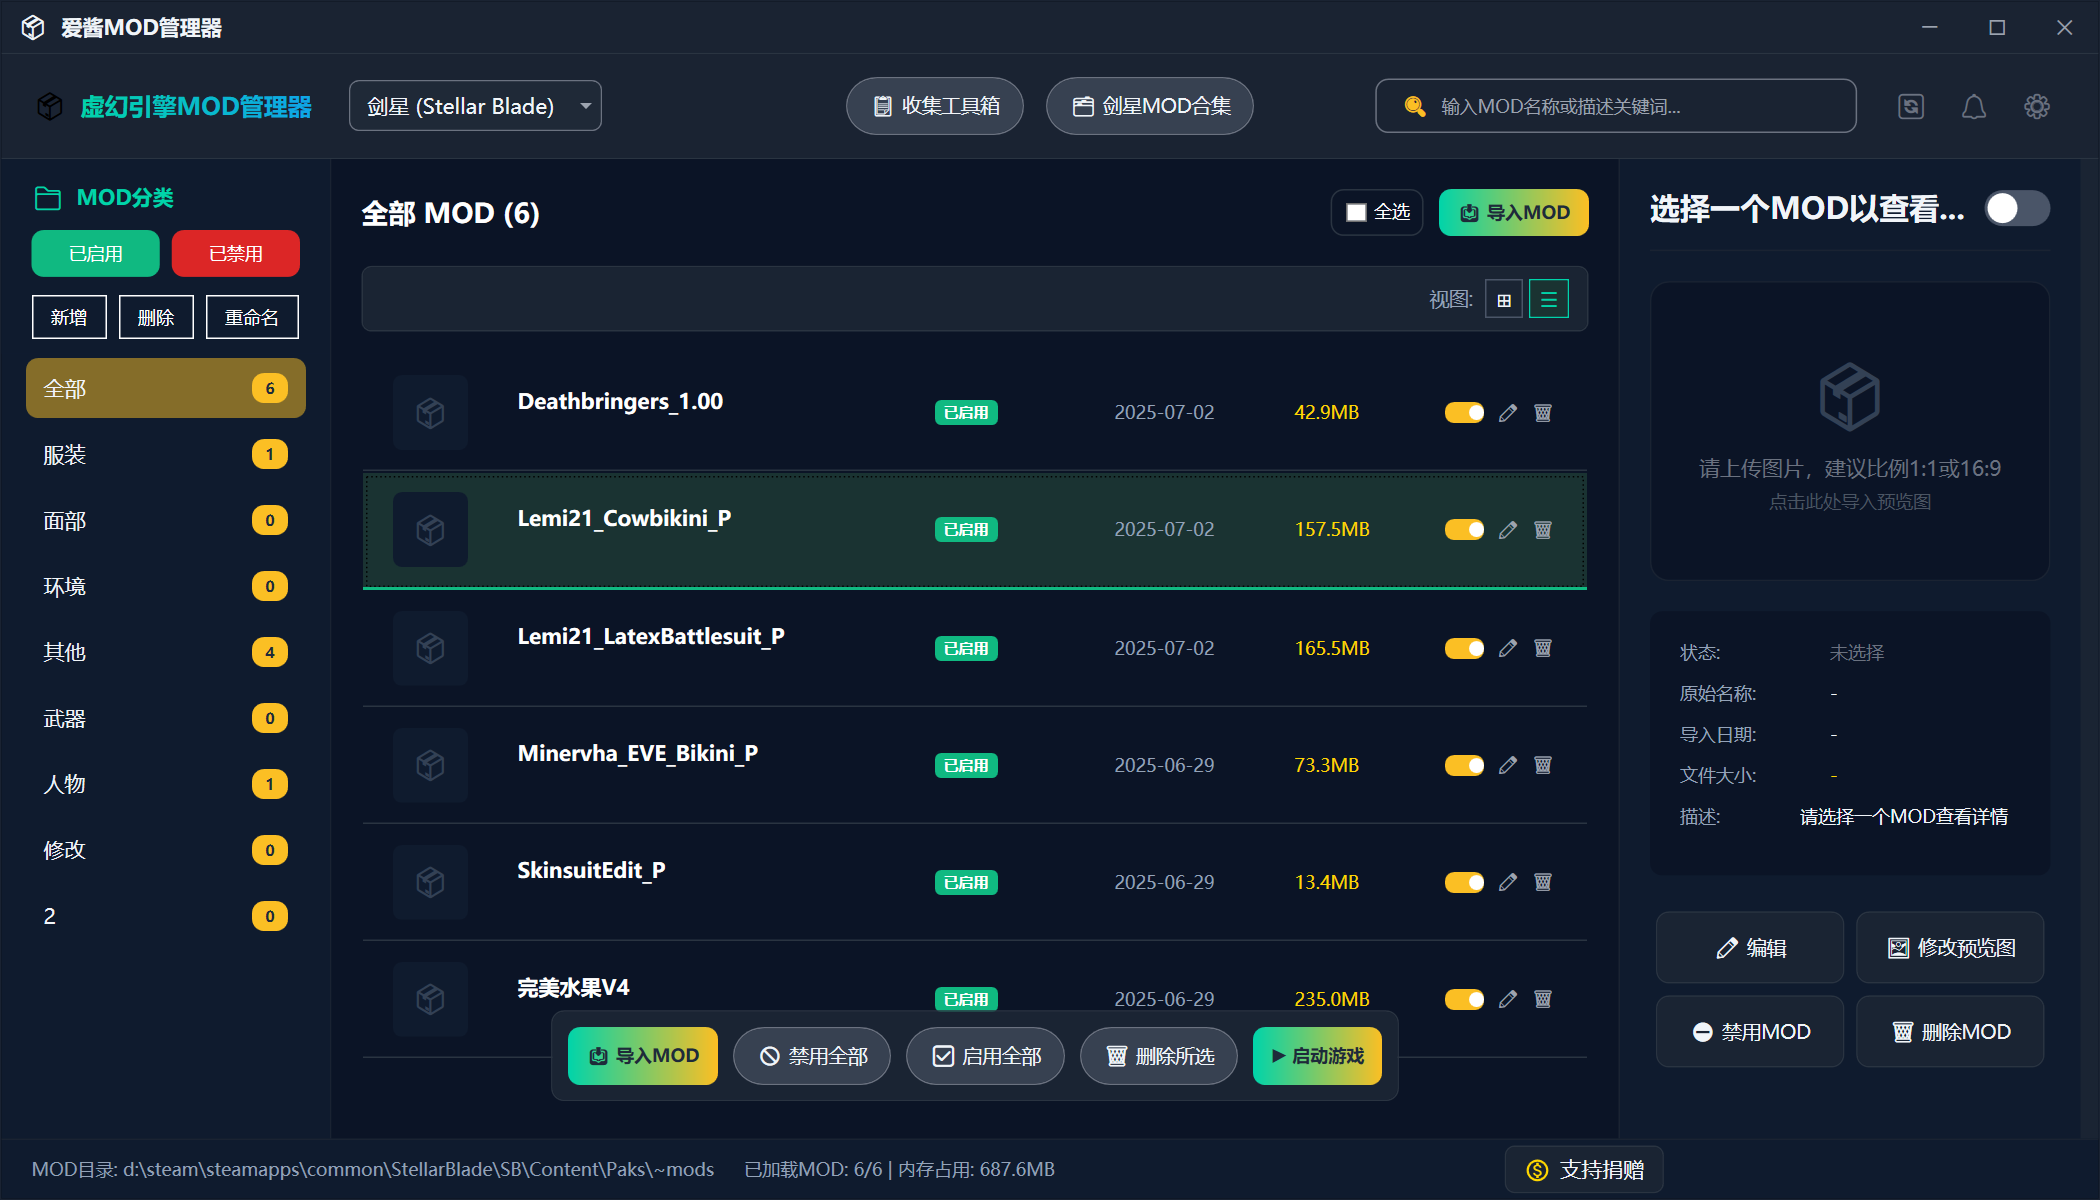 爱酱MOD管理器
虚幻引擎MOD管理器
剑星 (Stellar Blade)
收集工具箱
剑星MOD合集
输入MOD名称或描述关键词...
MOD分类
已启用
已禁用
新增
删除
重命名
全部
6
服装
1
面部
0
环境
0
其他
4
武器
0
人物
1
修改
0
2
0
全部 MOD (6)
全选
导入MOD
视图:
Deathbringers_1.00
已启用
2025-07-02
42.9MB
Lemi21_Cowbikini_P
已启用
2025-07-02
157.5MB
Lemi21_LatexBattlesuit_P
已启用
2025-07-02
165.5MB
Minervha_EVE_Bikini_P
已启用
2025-06-29
73.3MB
SkinsuitEdit_P
已启用
2025-06-29
13.4MB
完美水果V4
已启用
2025-06-29
235.0MB
导入MOD
禁用全部
启用全部
删除所选
启动游戏
选择一个MOD以查看...
请上传图片，建议比例1:1或16:9
点击此处导入预览图
状态:
未选择
原始名称:
-
导入日期:
-
文件大小:
-
描述:
请选择一个MOD查看详情
编辑
修改预览图
禁用MOD
删除MOD
MOD目录: d:\steam\steamapps\common\StellarBlade\SB\Content\Paks\~mods
已加载MOD: 6/6 | 内存占用: 687.6MB
支持捐赠